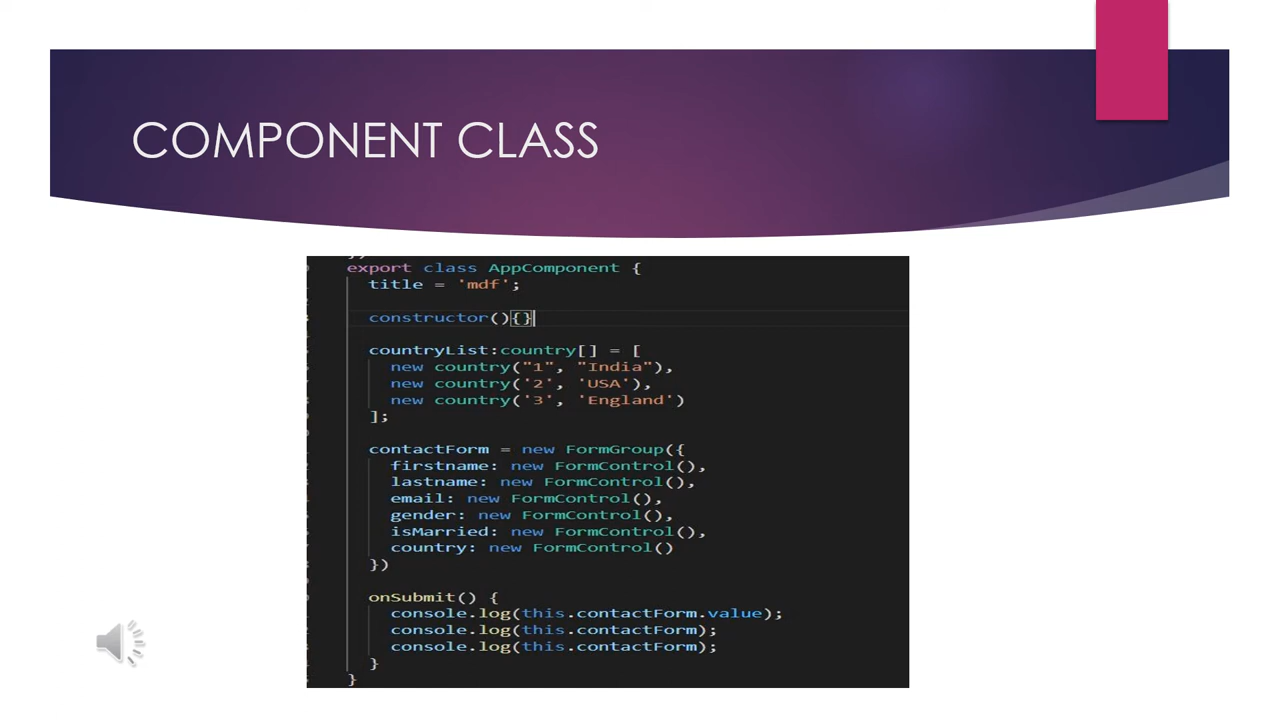 COMPONENT CLASS
export class AppComponent {
title = 'mdf';
constructor(){}
countryList:country[] = [
new country("1", "India"),
new country('2', 'USA'),
new country('3', 'England')
];
contactForm = new FormGroup({
firstname: new FormControl(),
lastname: new FormControl(),
email: new FormControl(),
gender: new FormControl(),
isMarried: new FormControl(),
country: new FormControl()
})
onSubmit() {
console.log(this.contactForm.value);
console.log(this.contactForm);
console.log(this.contactForm);
}
}